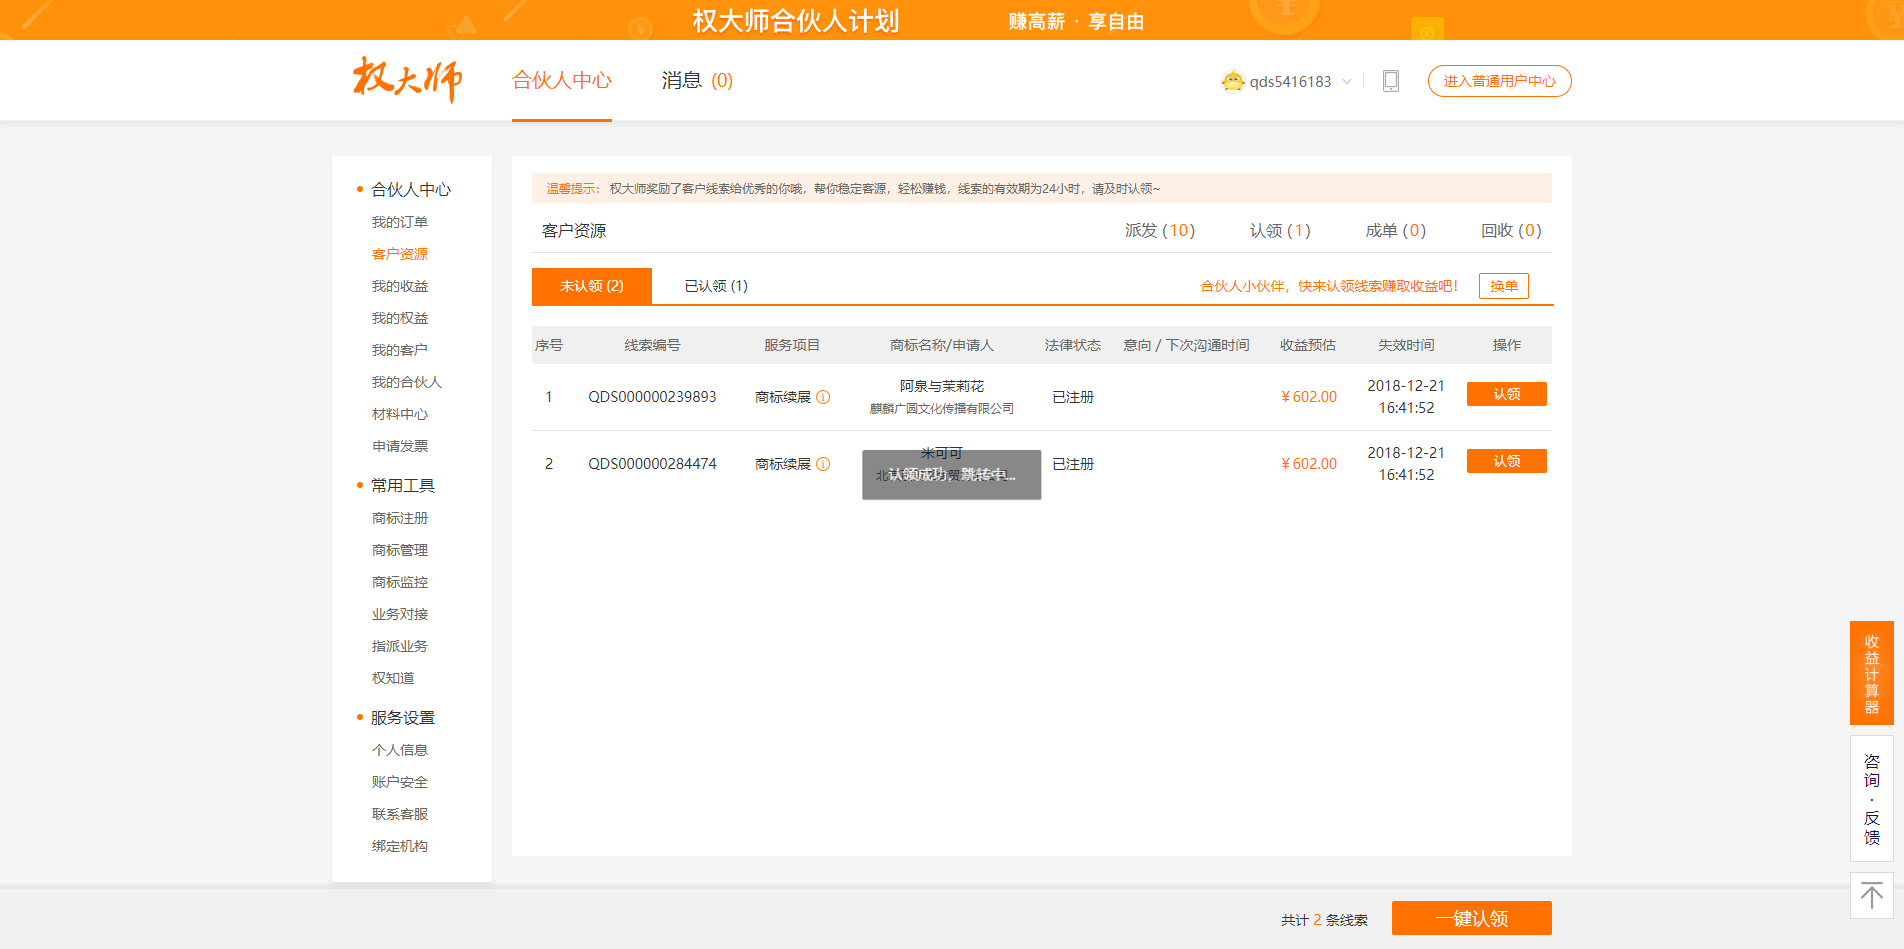 权大师合伙人计划 赚高薪 · 享自由
权大师 合伙人中心 消息 (0) qds5416183 进入普通用户中心
合伙人中心
我的订单
客户资源
我的收益
我的权益
我的客户
我的合伙人
材料中心
申请发票
常用工具
商标注册
商标管理
商标监控
业务对接
指派业务
权知道
服务设置
个人信息
账户安全
联系客服
绑定机构
温馨提示： 权大师奖励了客户线索给优秀的你哦，帮你稳定客源，轻松赚钱，线索的有效期为24小时，请及时认领~
客户资源 派发 (10) 认领 (1) 成单 (0) 回收 (0)
未认领 (2) 已认领 (1) 合伙人小伙伴，快来认领线索赚取收益吧! 换单
序号 线索编号 服务项目 商标名称/申请人 法律状态 意向 / 下次沟通时间 收益预估 失效时间 操作
1 QDS000000239893 商标续展 阿泉与茉莉花 已注册 ¥602.00 2018-12-21 认领
麒麟广圆文化传播有限公司 16:41:52
2 QDS000000284474 商标续展 米可可 已注册 ¥602.00 2018-12-21 认领
16:41:52
认领成功，跳转中...
收益计算器
咨询·反馈
共计 2 条线索 一键认领